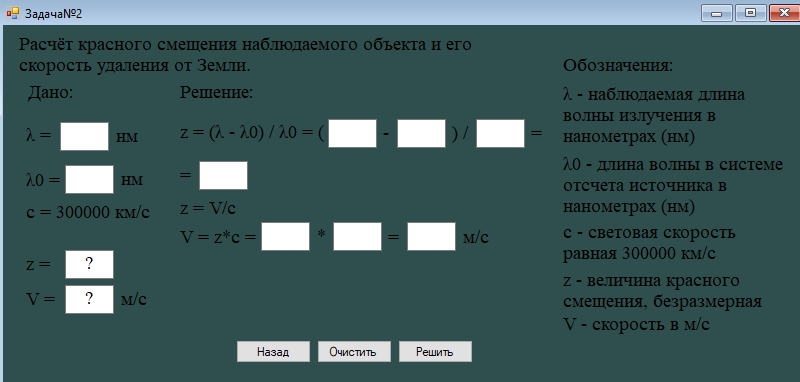 Задача№2
Расчёт красного смещения наблюдаемого объекта и его
скорость удаления от Земли.
Дано:
λ = нм
λ0 = нм
c = 300000 км/с
z = ?
V = ? м/с
Решение:
z = (λ - λ0) / λ0 = ( - ) / =
=
z = V/c
V = z*c = * = м/с
Обозначения:
λ - наблюдаемая длина
волны излучения в
нанометрах (нм)
λ0 - длина волны в системе
отсчета источника в
нанометрах (нм)
c - световая скорость
равная 300000 км/с
z - величина красного
смещения, безразмерная
V - скорость в м/с
Назад
Очистить
Решить